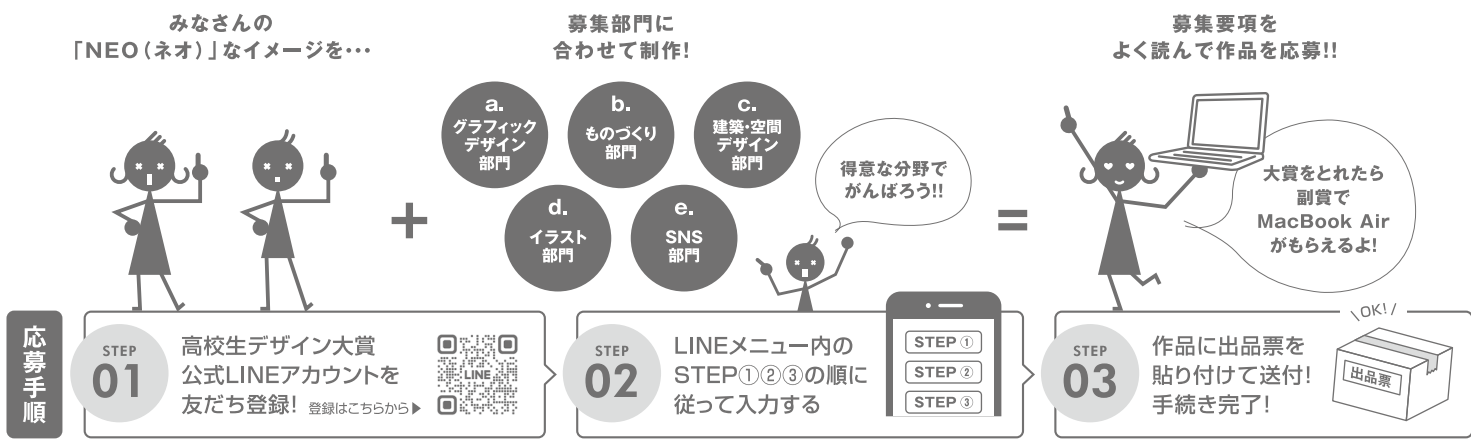 みなさんの
「NEO（ネオ）」なイメージを･･･
募集部門に
合わせて制作！
募集要項を
よく読んで作品を応募!!
a.
グラフィック
デザイン
部門
b.
ものづくり
部門
c.
建築・空間
デザイン
部門
d.
イラスト
部門
e.
SNS
部門
得意な分野で
がんばろう!!
大賞をとれたら
副賞で
MacBook Air
がもらえるよ！
応募手順
STEP
01
高校生デザイン大賞
公式LINEアカウントを
友だち登録！ 登録はこちらから▶
LINE
STEP
02
LINEメニュー内の
STEP①②③の順に
従って入力する
STEP ①
STEP ②
STEP ③
STEP
03
作品に出品票を
貼り付けて送付！
手続き完了！
OK!
出品票